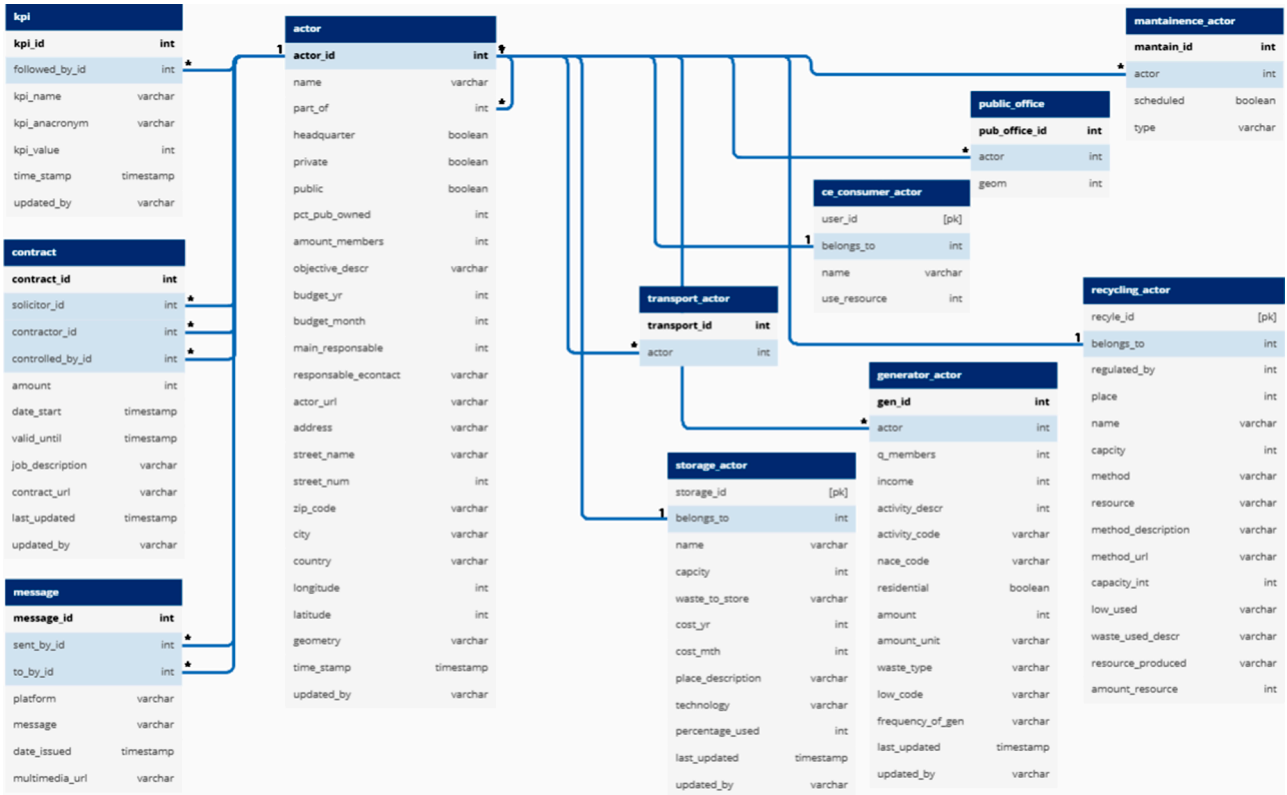 kpi
kpi_id int
followed_by_id int *
kpi_name varchar
kpi_anacronym varchar
kpi_value int
time_stamp timestamp
updated_by varchar
contract
contract_id int
solicitor_id int *
contractor_id int *
controlled_by_id int *
amount int
date_start timestamp
valid_until timestamp
job_description varchar
contract_url varchar
last_updated timestamp
updated_by varchar
message
message_id int
sent_by_id int *
to_by_id int *
platform varchar
message varchar
date_issued timestamp
multimedia_url varchar
actor
1 actor_id int *
name varchar
part_of int *
headquarter boolean
private boolean
public boolean
pct_pub_owned int
amount_members int
objective_descr varchar
budget_yr int
budget_month int
main_responsable int
responsable_econtact varchar
actor_url varchar
address varchar
street_name varchar
street_num int
zip_code varchar
city varchar
country varchar
longitude int
latitude int
geometry varchar
time_stamp timestamp
updated_by varchar
transport_actor
transport_id int
* actor int
storage_actor
storage_id [pk]
1 belongs_to int
name varchar
capcity int
waste_to_store varchar
cost_yr int
cost_mth int
place_description varchar
technology varchar
percentage_used int
last_updated timestamp
updated_by varchar
ce_consumer_actor
user_id [pk]
1 belongs_to int
name varchar
use_resource int
generator_actor
gen_id int
* actor int
q_members int
income int
activity_descr int
activity_code varchar
nace_code varchar
residential boolean
amount int
amount_unit varchar
waste_type varchar
low_code varchar
frequency_of_gen varchar
last_updated timestamp
updated_by varchar
public_office
pub_office_id int
* actor int
geom int
mantainence_actor
mantain_id int
* actor int
scheduled boolean
type varchar
recycling_actor
recyle_id [pk]
1 belongs_to int
regulated_by int
place int
name varchar
capcity int
method varchar
resource varchar
method_description varchar
method_url varchar
capacity_int int
low_used varchar
waste_used_descr varchar
resource_produced varchar
amount_resource int